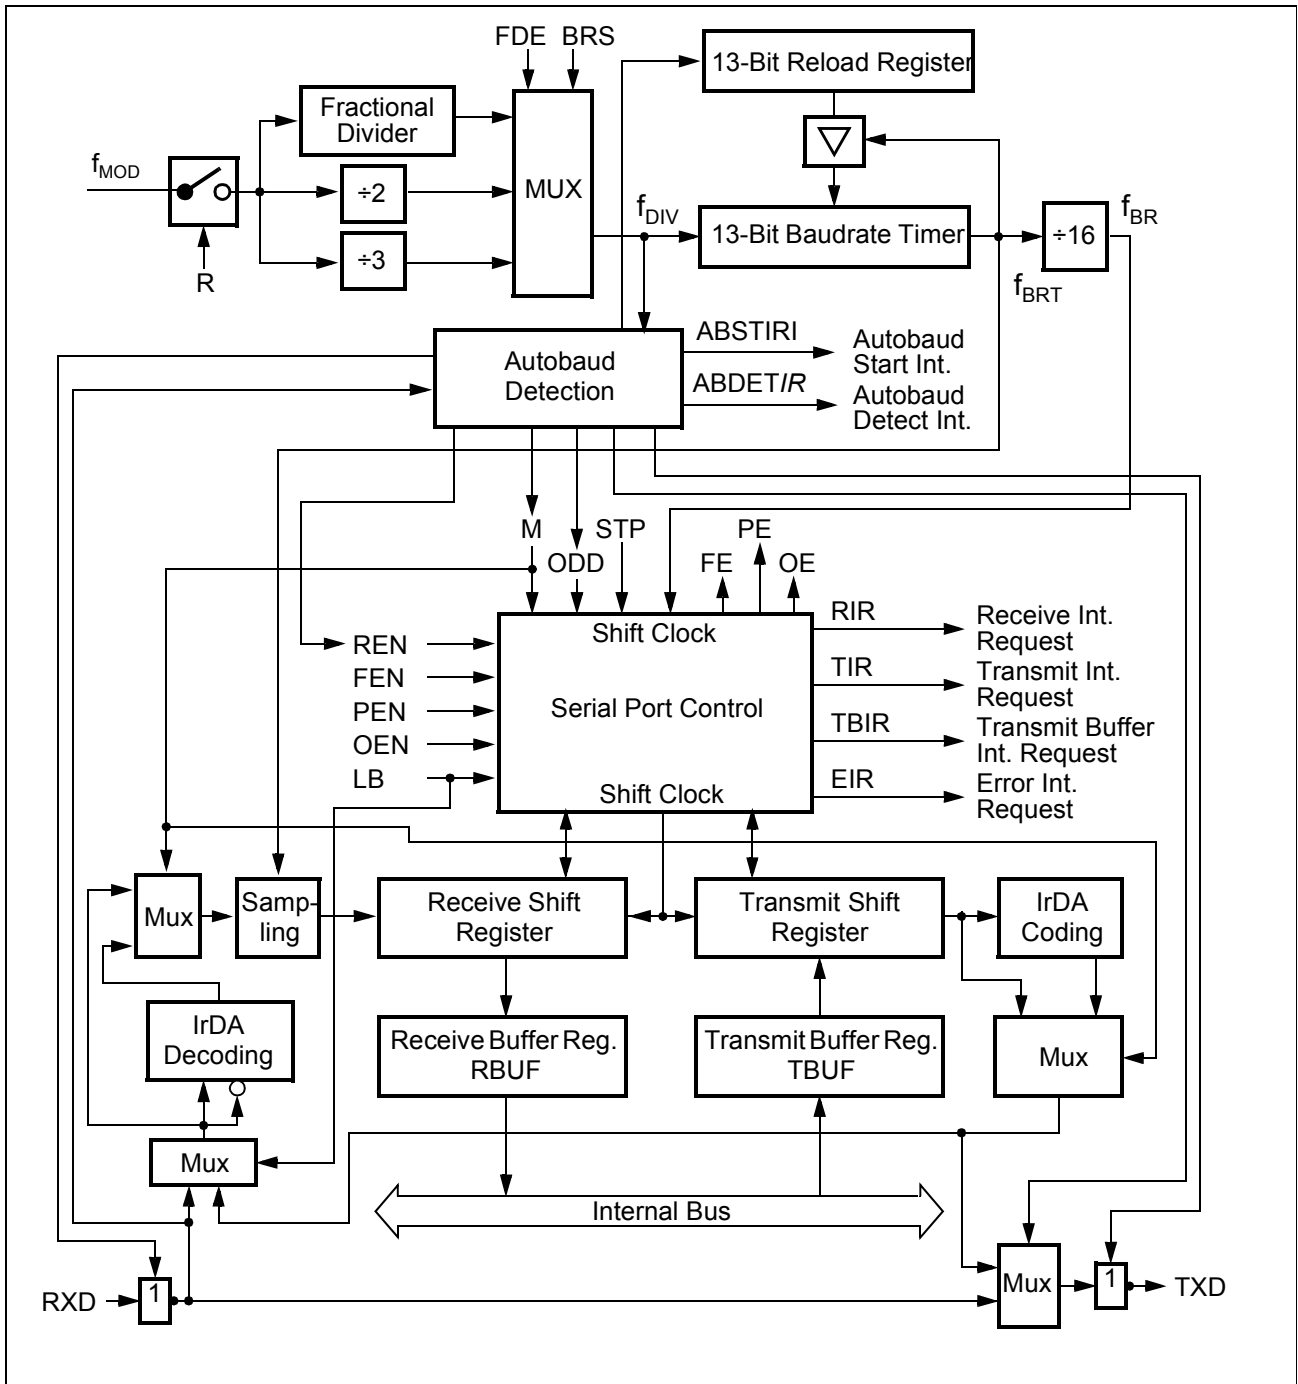 FDE BRS
13-Bit Reload Register
Fractional
Divider
fMOD
÷2
MUX
fDIV
13-Bit Baudrate Timer
÷16
fBR
÷3
R
fBRT
Autobaud
Detection
ABSTIRI
Autobaud
Start Int.
ABDETIR
Autobaud
Detect Int.
M
STP
PE
ODD
FE
OE
Shift Clock
RIR
Receive Int.
Request
REN
FEN
TIR
Transmit Int.
Request
PEN
Serial Port Control
OEN
TBIR
Transmit Buffer
Int. Request
LB
Shift Clock
EIR
Error Int.
Request
Mux
Samp-
ling
Receive Shift
Register
Transmit Shift
Register
IrDA
Coding
IrDA
Decoding
Receive Buffer Reg.
RBUF
Transmit Buffer Reg.
TBUF
Mux
Mux
Internal Bus
RXD
1
Mux
1
TXD